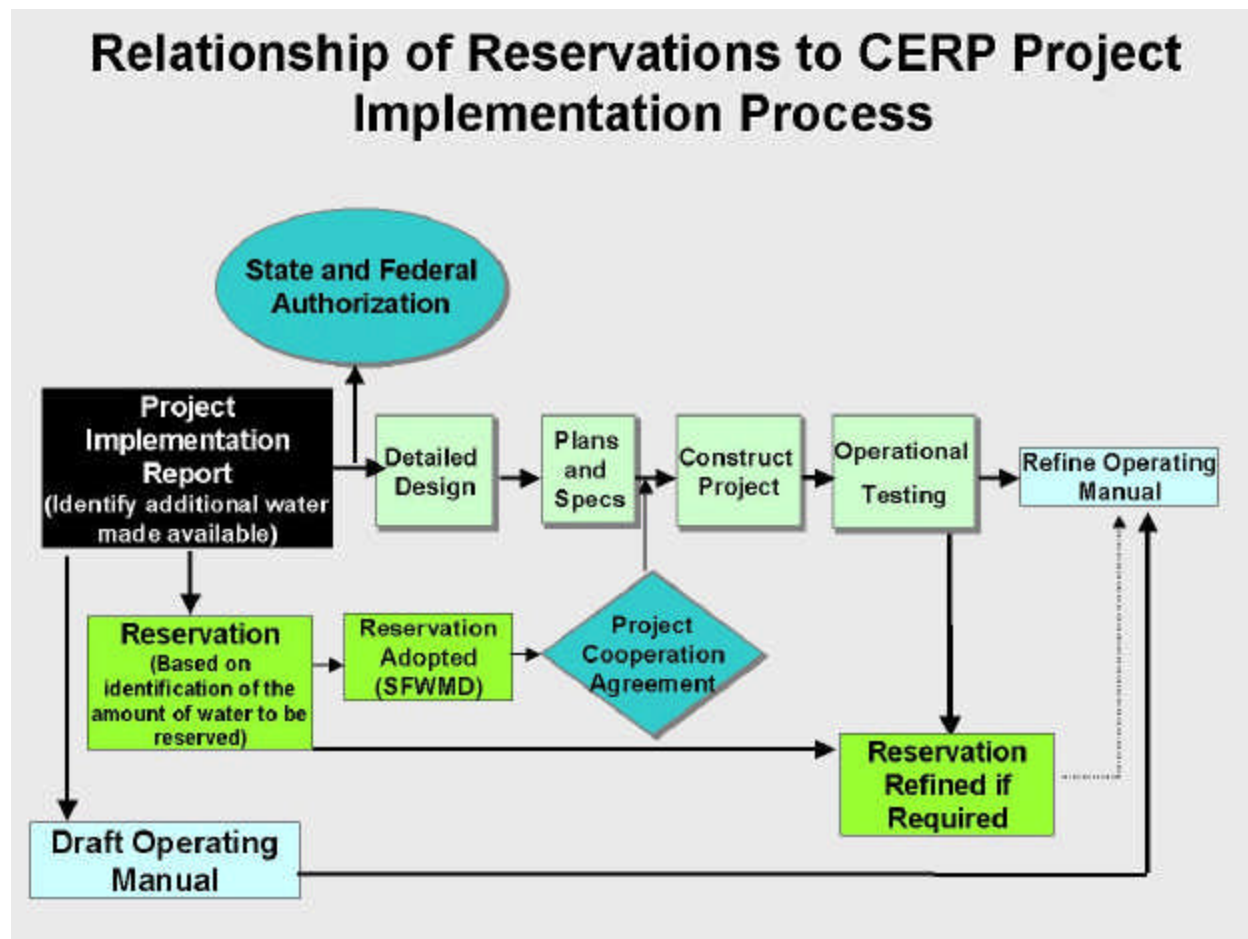 Relationship of Reservations to CERP Project
Implementation Process
State and Federal
Authorization
Project
Implementation
Report
(Identify additional water
made available)
Detailed
Design
Plans
and
Specs
Construct
Project
Operational
Testing
Refine Operating
Manual
Reservation
(Based on
identification of the
amount of water to be
reserved)
Reservation
Adopted
(SFWMD)
Project
Cooperation
Agreement
Reservation
Refined if
Required
Draft Operating
Manual